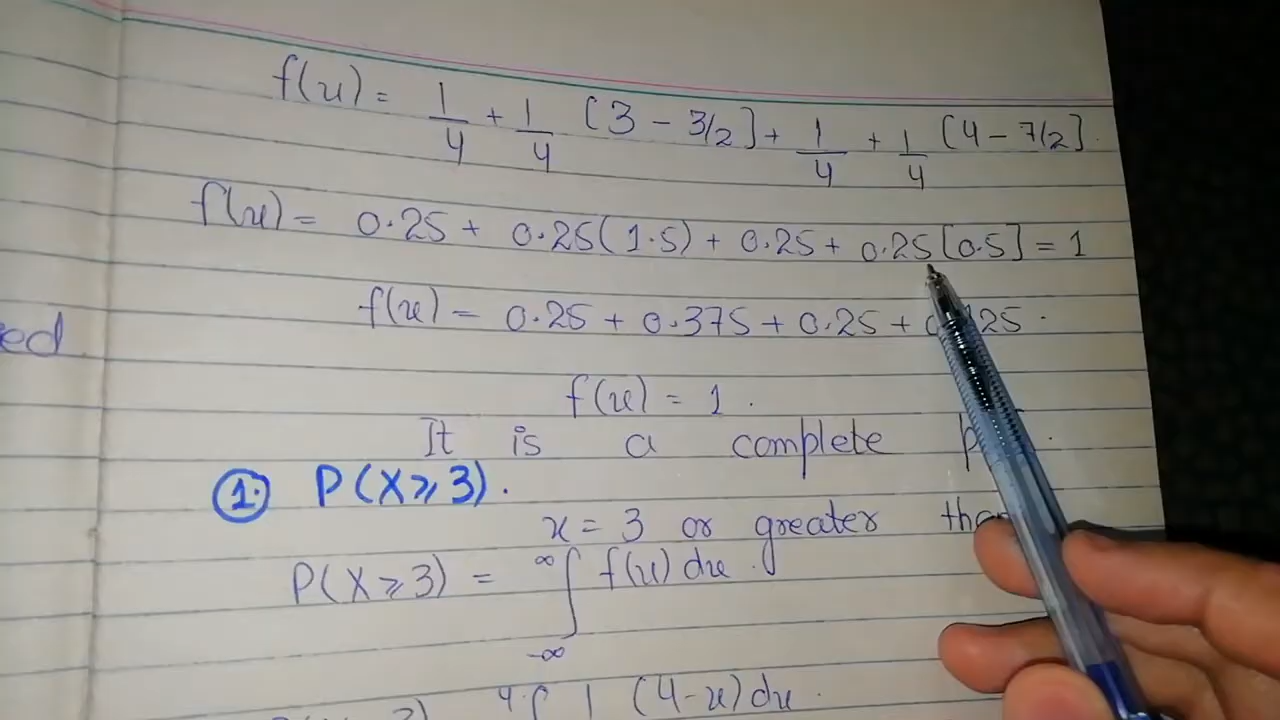 f(x) = 1/4 + 1/4 [3 - 3/2] + 1/4 + 1/4 [4 - 7/2].
f(x) = 0.25 + 0.25(1.5) + 0.25 + 0.25[0.5] = 1
f(x) = 0.25 + 0.375 + 0.25 + 0.125.
ed.
f(x) = 1.
It is a complete
① P(X ≥ 3).
x = 3 or greater
P(X ≥ 3) = ∞ ∫ -∞ f(x) dx.
4 ∫ (4-x) dx.